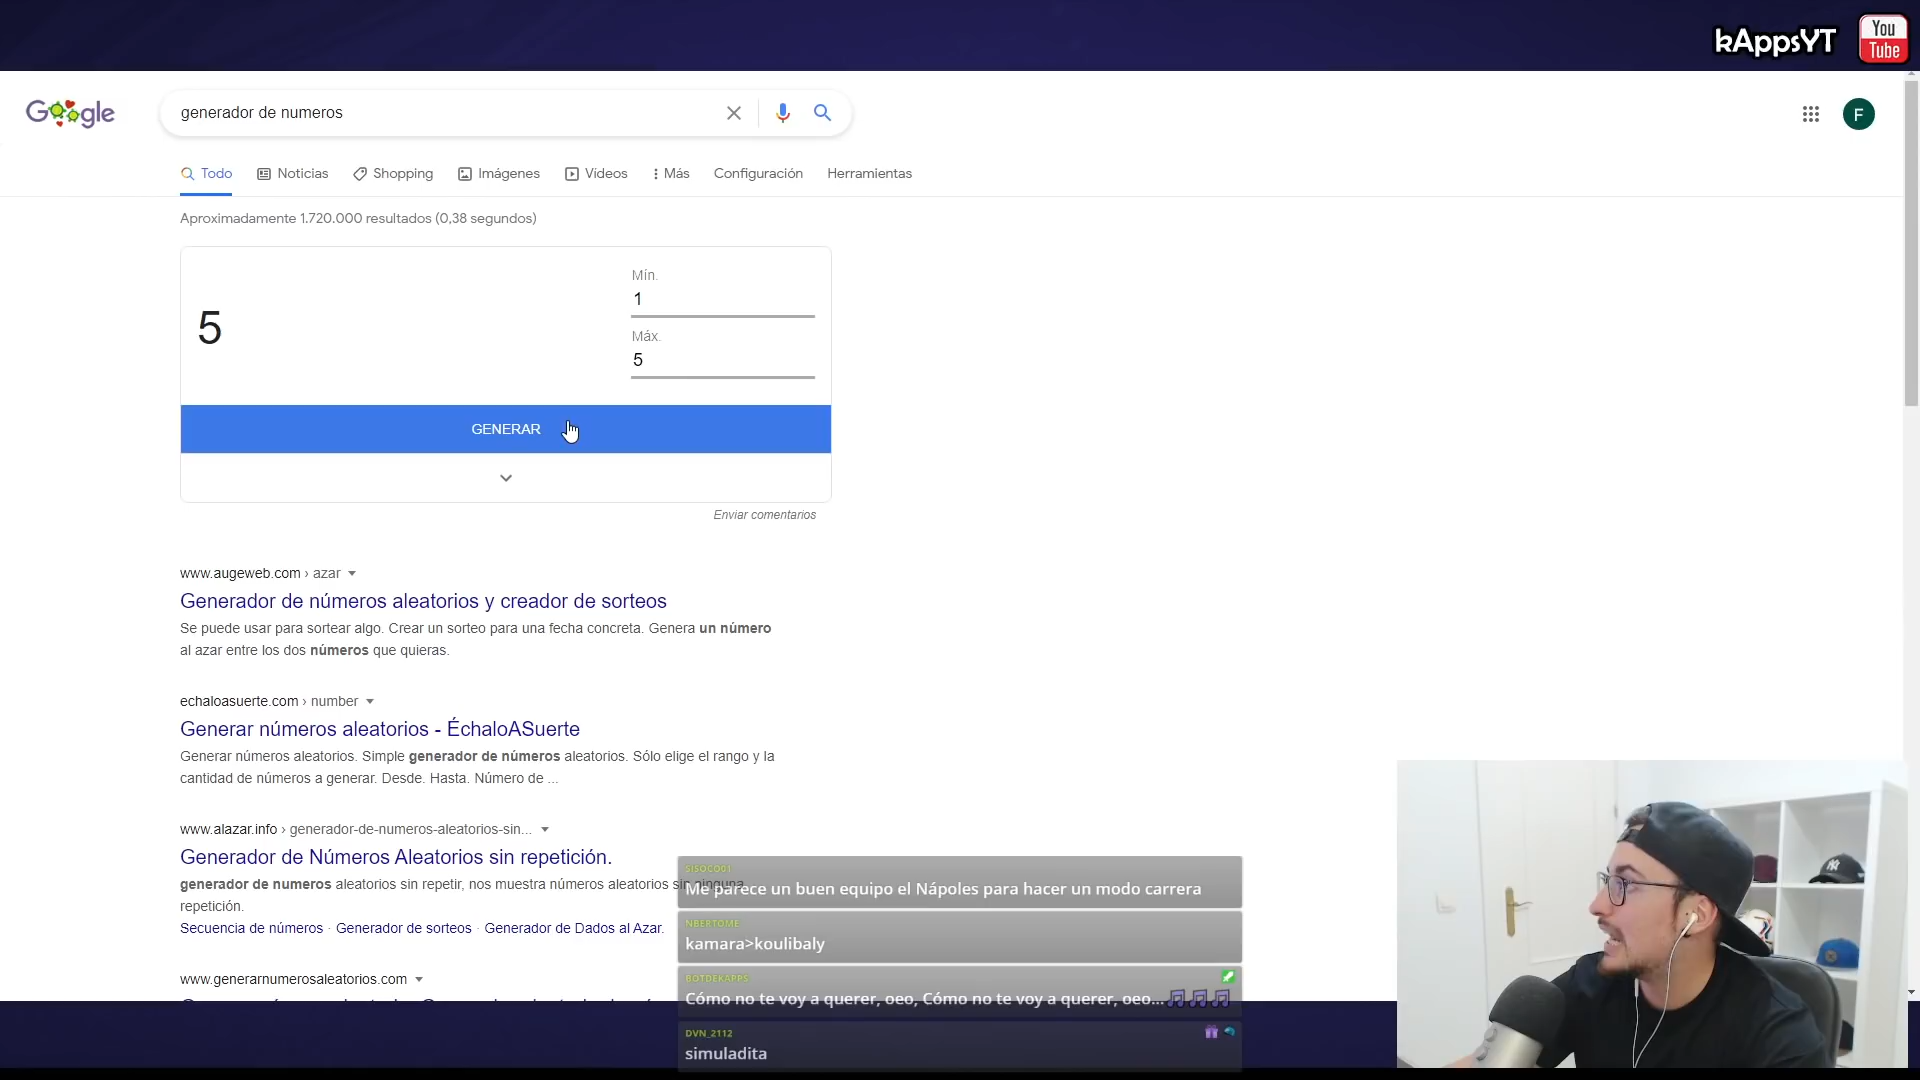 kAppsYT
You
Tube
Google
generador de numeros
F
Todo
Noticias
Shopping
Imágenes
Vídeos
Más
Configuración
Herramientas
Aproximadamente 1.720.000 resultados (0,38 segundos)
Mín.
1
5
Máx.
5
GENERAR
Enviar comentarios
www.augeweb.com › azar
Generador de números aleatorios y creador de sorteos
Se puede usar para sortear algo. Crear un sorteo para una fecha concreta. Genera un número
al azar entre los dos números que quieras.
echaloasuerte.com › number
Generar números aleatorios - ÉchaloASuerte
Generar números aleatorios. Simple generador de números aleatorios. Sólo elige el rango y la
cantidad de números a generar. Desde. Hasta. Número de ...
www.alazar.info › generador-de-numeros-aleatorios-sin...
Generador de Números Aleatorios sin repetición.
generador de numeros aleatorios sin repetir, nos muestra números aleatorios sin ninguna
repetición.
Secuencia de números · Generador de sorteos · Generador de Dados al Azar.
www.generarnumerosaleatorios.com
SISOCO01
Me parece un buen equipo el Nápoles para hacer un modo carrera
NBERTOME
kamara>koulibaly
BOTDEKAPPS
Cómo no te voy a querer, oeo, Cómo no te voy a querer, oeo...
DVN_2112
simuladita